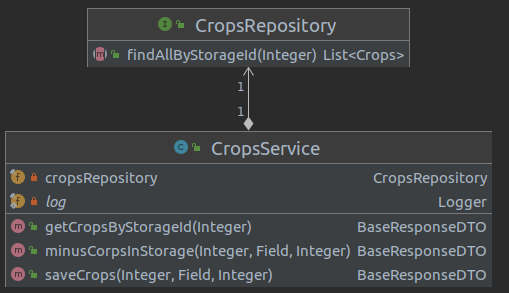 I CropsRepository
m findAllByStorageId(Integer) List<Crops>
1
1
C CropsService
f cropsRepository CropsRepository
f log Logger
m getCropsByStorageId(Integer) BaseResponseDTO
m minusCorpsInStorage(Integer, Field, Integer) BaseResponseDTO
m saveCrops(Integer, Field, Integer) BaseResponseDTO